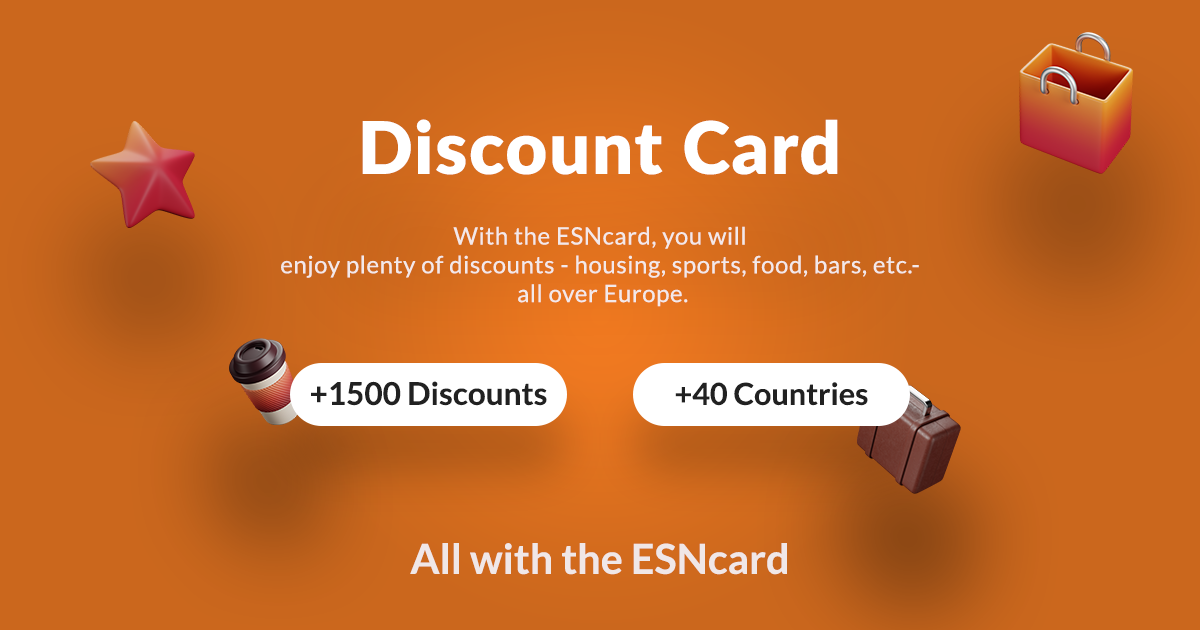 Discount Card
With the ESNcard, you will
enjoy plenty of discounts - housing, sports, food, bars, etc.-
all over Europe.
+1500 Discounts
+40 Countries
All with the ESNcard